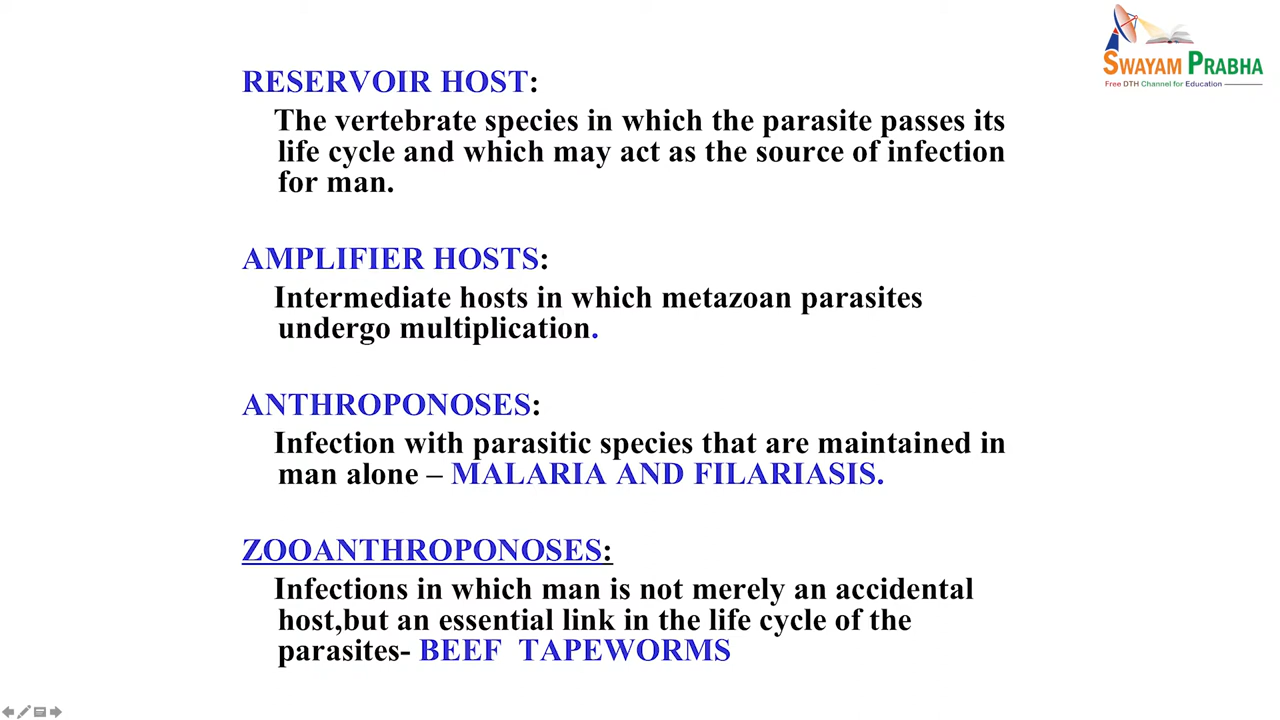 SWAYAM PRABHA
Free DTH Channel for Education
RESERVOIR HOST:
The vertebrate species in which the parasite passes its
life cycle and which may act as the source of infection
for man.
AMPLIFIER HOSTS:
Intermediate hosts in which metazoan parasites
undergo multiplication.
ANTHROPONOSES:
Infection with parasitic species that are maintained in
man alone – MALARIA AND FILARIASIS.
ZOOANTHROPONOSES:
Infections in which man is not merely an accidental
host,but an essential link in the life cycle of the
parasites- BEEF TAPEWORMS